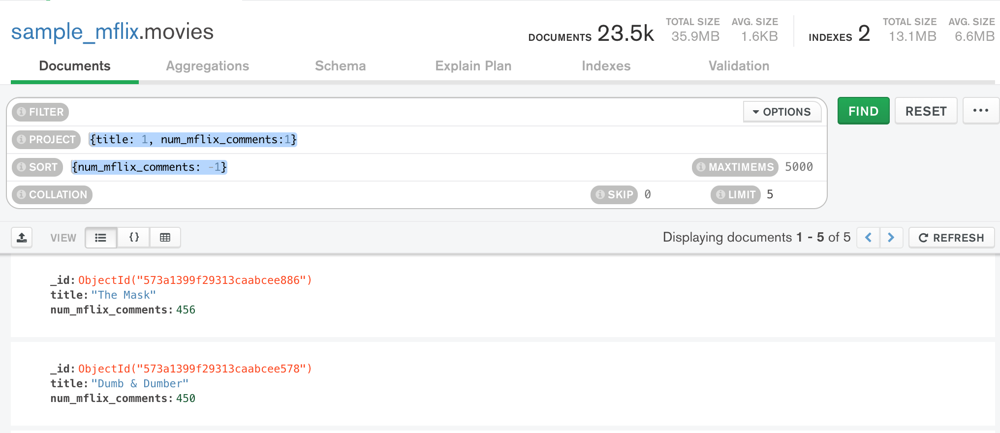 sample_mflix.movies
DOCUMENTS 23.5k TOTAL SIZE 35.9MB AVG. SIZE 1.6KB INDEXES 2 TOTAL SIZE 13.1MB AVG. SIZE 6.6MB
Documents Aggregations Schema Explain Plan Indexes Validation
FILTER OPTIONS FIND RESET ...
PROJECT {title: 1, num_mflix_comments:1}
SORT {num_mflix_comments: -1} MAXTIMEMS 5000
COLLATION SKIP 0 LIMIT 5
VIEW {} Displaying documents 1 - 5 of 5 < > REFRESH
_id: ObjectId("573a1399f29313caabcee886")
title: "The Mask"
num_mflix_comments: 456
_id: ObjectId("573a1399f29313caabcee578")
title: "Dumb & Dumber"
num_mflix_comments: 450